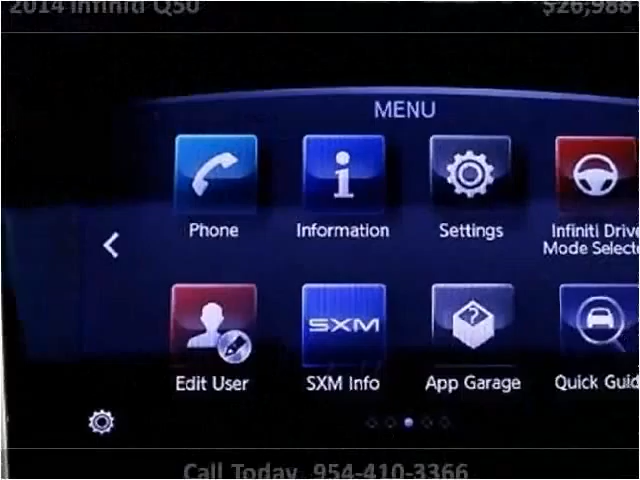 2014 Infiniti Q50 $26,988
MENU
Phone Information Settings Infiniti Drive
Mode Selecto
Edit User SXM SXM Info App Garage Quick Guid
Call Today 954-410-3366